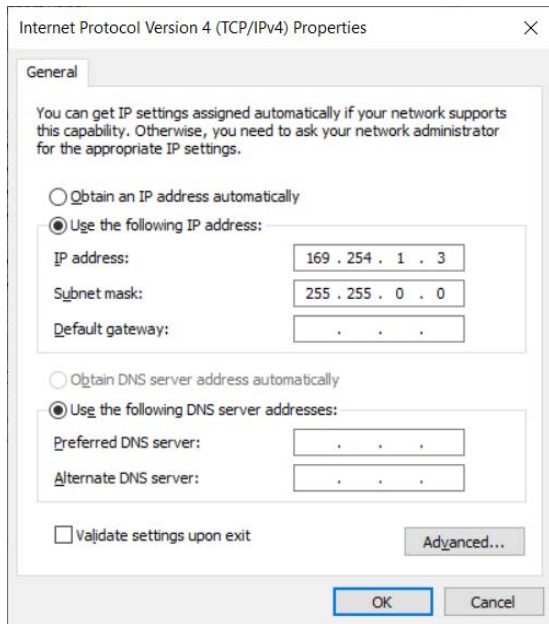 Internet Protocol Version 4 (TCP/IPv4) Properties
General
You can get IP settings assigned automatically if your network supports
this capability. Otherwise, you need to ask your network administrator
for the appropriate IP settings.
Obtain an IP address automatically
Use the following IP address:
IP address: 169 . 254 . 1 . 3
Subnet mask: 255 . 255 . 0 . 0
Default gateway: . . .
Obtain DNS server address automatically
Use the following DNS server addresses:
Preferred DNS server: . . .
Alternate DNS server: . . .
Validate settings upon exit
Advanced...
OK Cancel